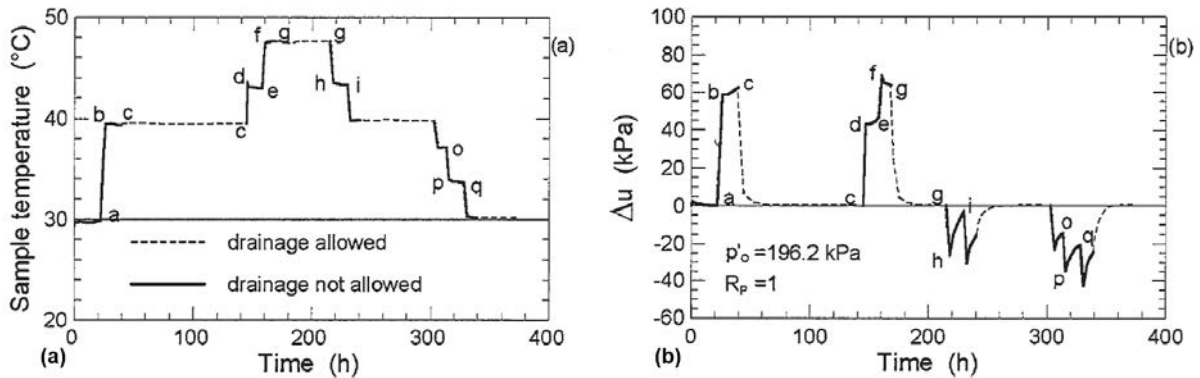 Sample temperature (°C)
50
40
30
20
0 100 200 300 400
Time (h)
(a)
(a)
a
b
c
c
d
e
f
g
g
h
i
o
p
q
drainage allowed
drainage not allowed
Δu (kPa)
100
80
60
40
20
0
-20
-40
-60
0 100 200 300 400
Time (h)
(b)
(b)
a
b
c
c
d
e
f
g
g
h
i
o
p
q
p'o =196.2 kPa
RP =1